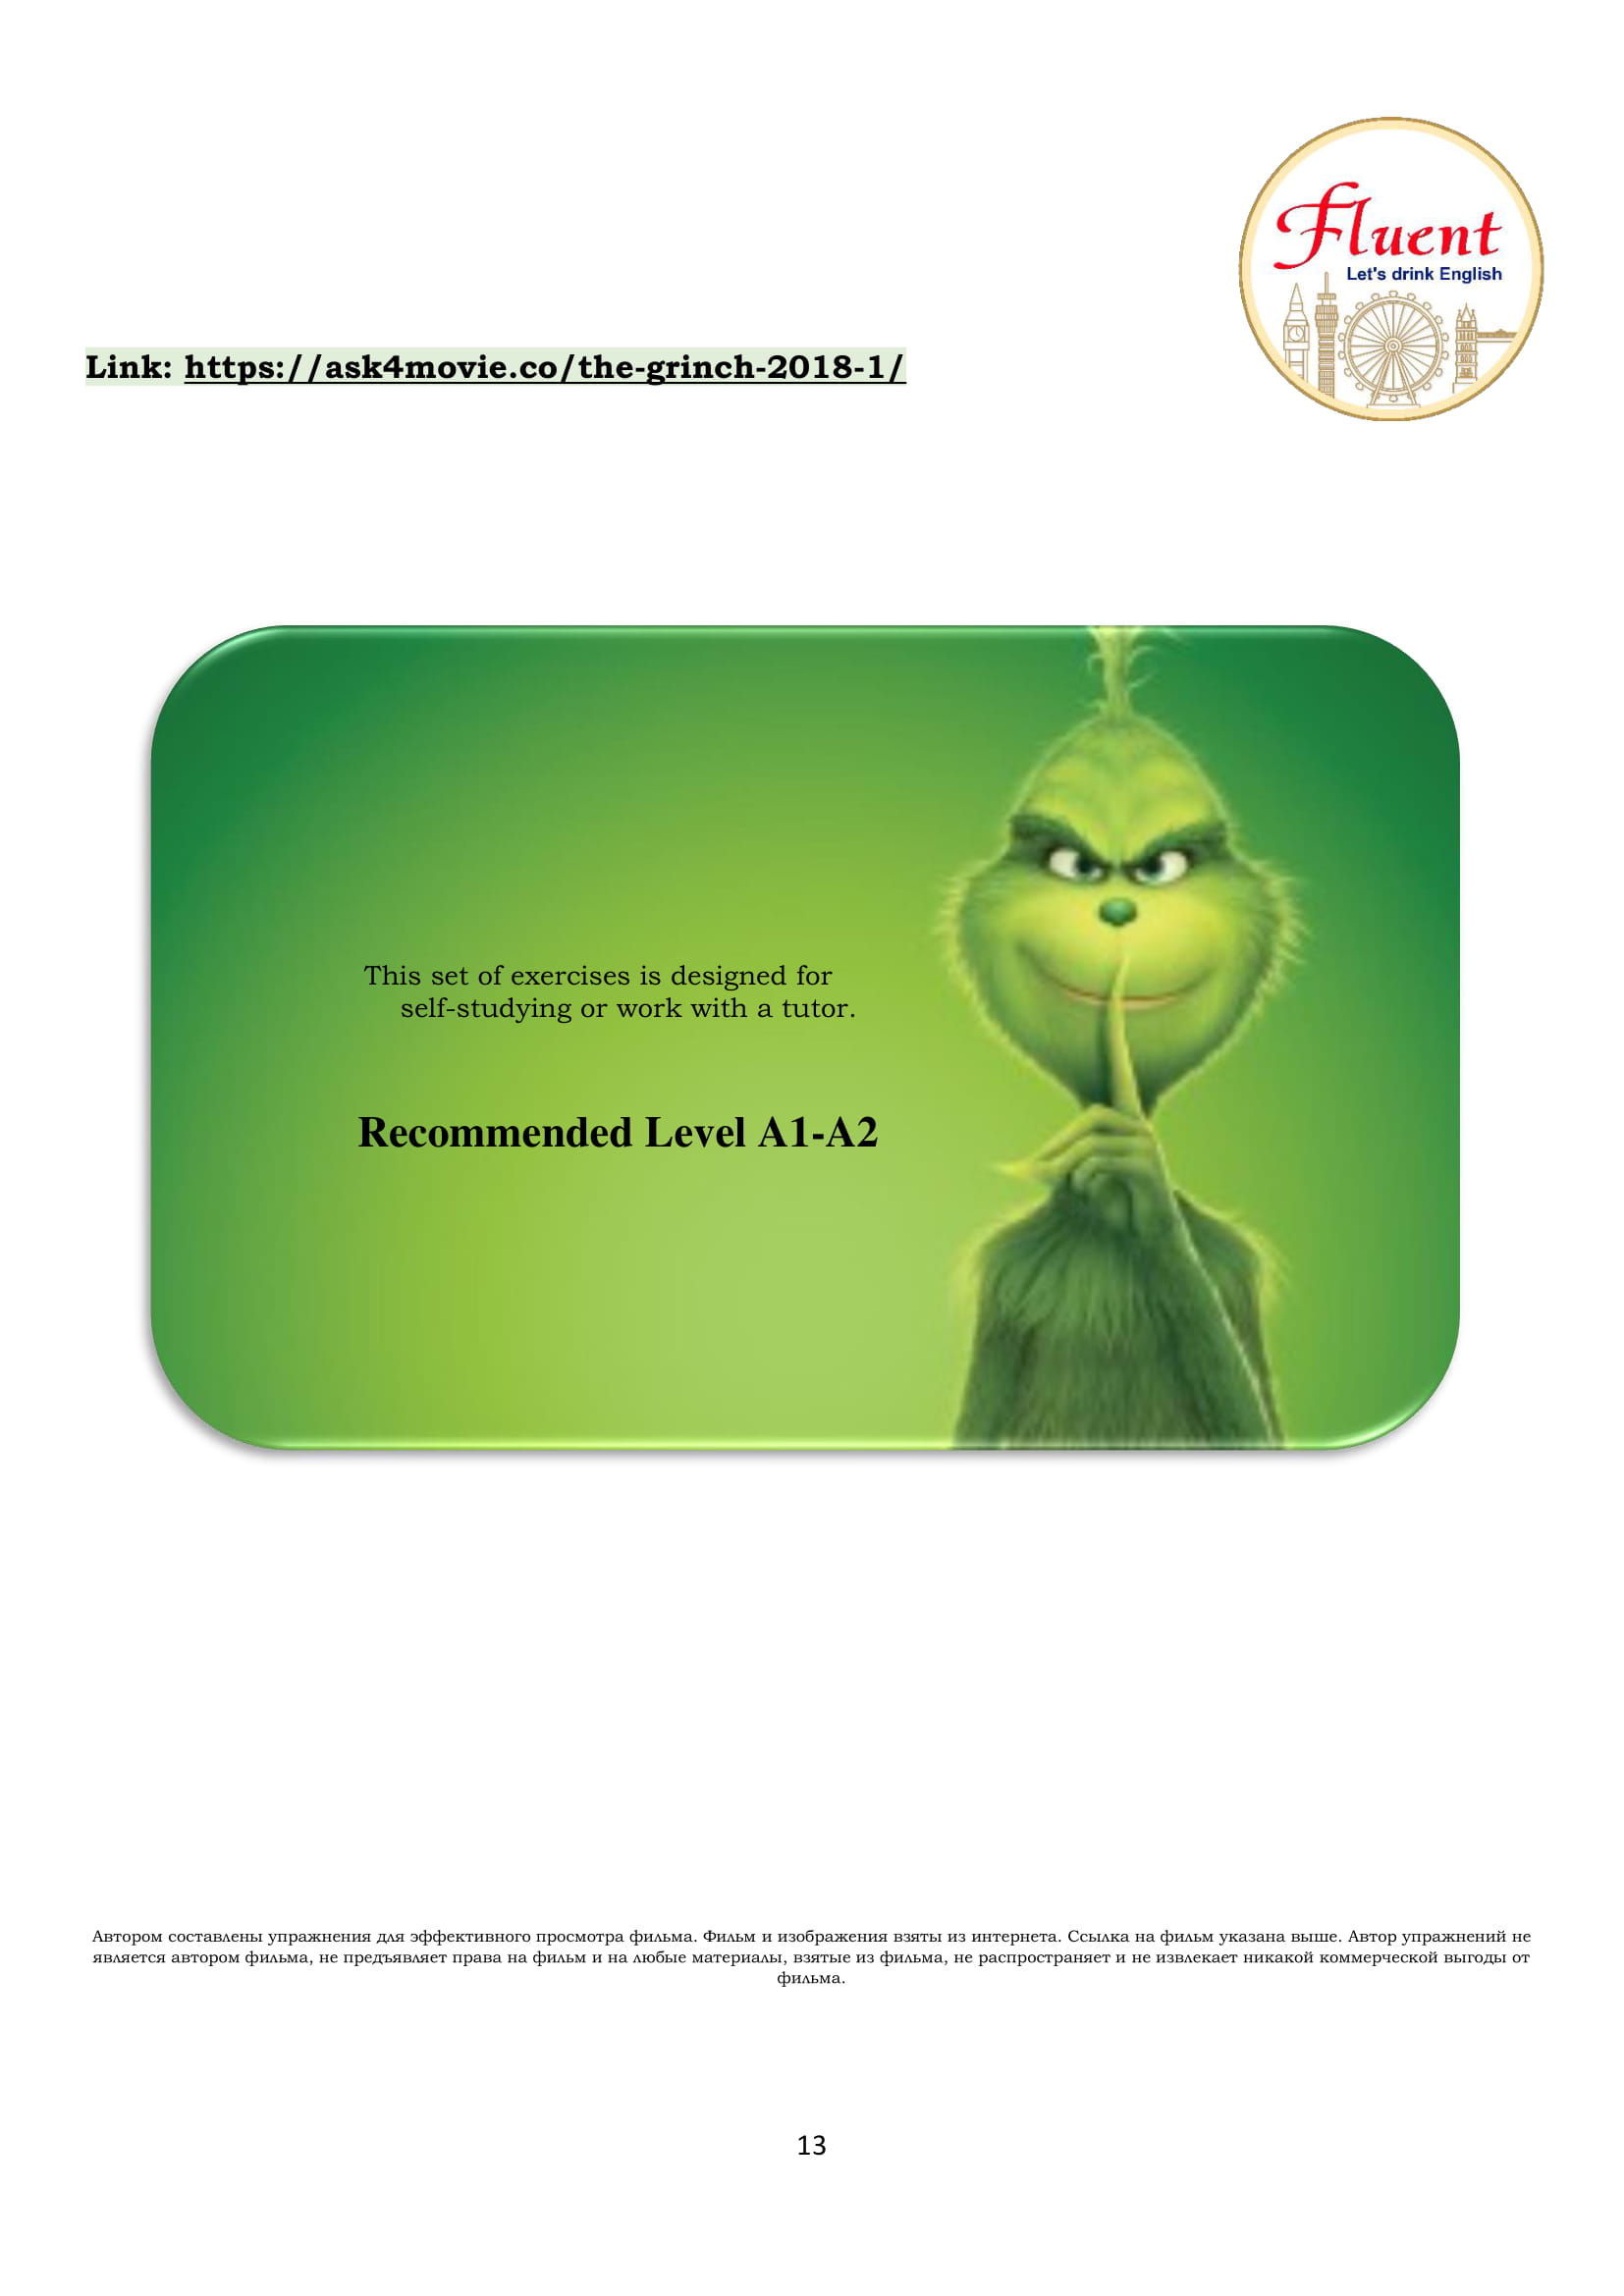 Fluent
Let's drink English
Link: https://ask4movie.co/the-grinch-2018-1/
This set of exercises is designed for
self-studying or work with a tutor.
Recommended Level A1-A2
Автором составлены упражнения для эффективного просмотра фильма. Фильм и изображения взяты из интернета. Ссылка на фильм указана выше. Автор упражнений не
является автором фильма, не предъявляет права на фильм и на любые материалы, взятые из фильма, не распространяет и не извлекает никакой коммерческой выгоды от
фильма.
13